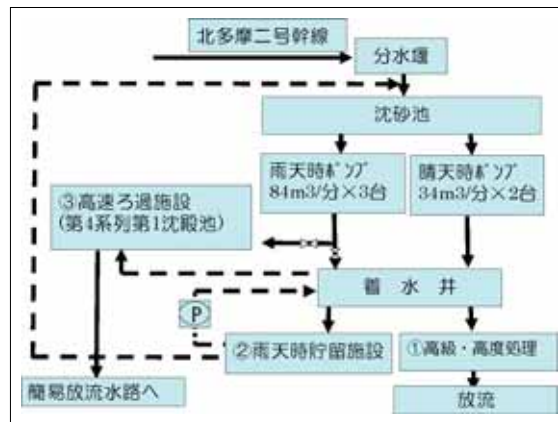 北多摩二号幹線
分水堰
沈砂池
雨天時ポンプ
84m3/分×3台
晴天時ポンプ
34m3/分×2台
③高速ろ過施設
(第4系列第1沈殿池)
着水井
P
②雨天時貯留施設
①高級・高度処理
簡易放流水路へ
放流